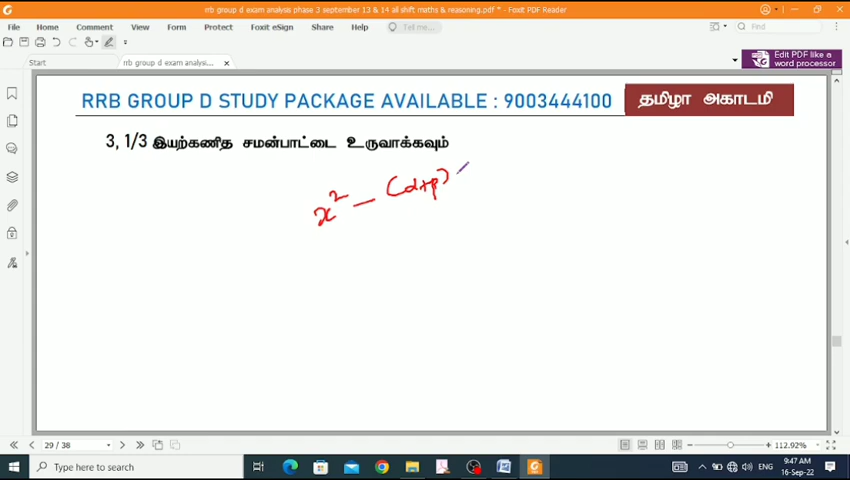 rrb group d exam analysis phase 3 september 13 & 14 all shift maths & reasoning.pdf * - Foxit PDF Reader
File Home Comment View Form Protect Foxit eSign Share Help Tell me... Find
Start rrb group d exam analysis... Edit PDF like a word processor
RRB GROUP D STUDY PACKAGE AVAILABLE : 9003444100 தமிழா அகாடமி
3, 1/3 இயற்கணித சமன்பாட்டை உருவாக்கவும்
x² — (α+β)
29 / 38 112.92%
Type here to search ENG 9:47 AM
16-Sep-22